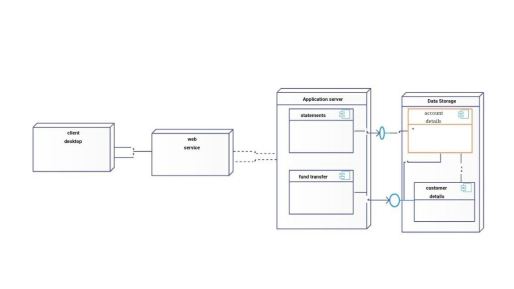 client
desktop
web
service
Application server
statements
fund transfer
Data Storage
account
details
customer
details